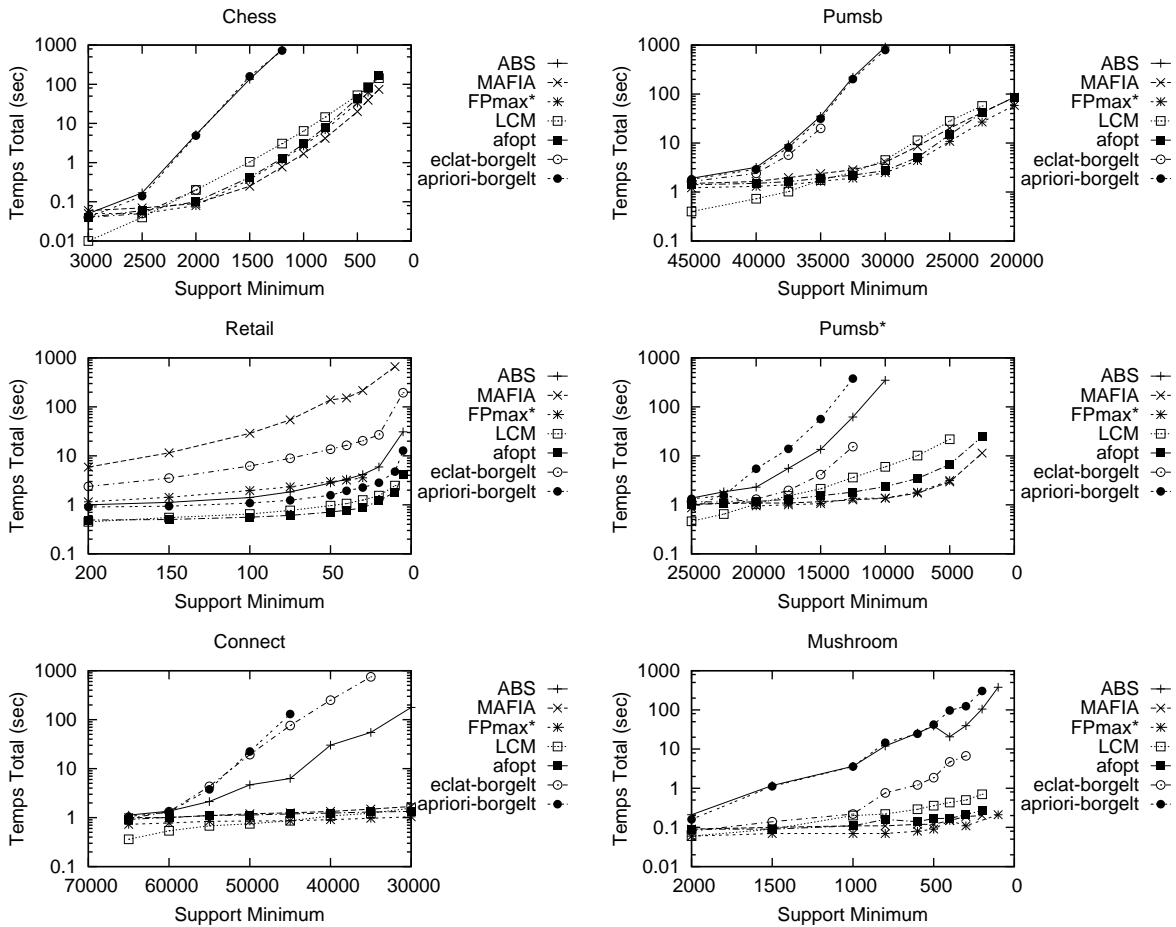 Chess
Temps Total (sec)
1000
100
10
1
0.1
0.01
3000 2500 2000 1500 1000 500 0
Support Minimum
ABS
MAFIA
FPmax*
LCM
afopt
eclat-borgelt
apriori-borgelt
Pumsb
Temps Total (sec)
1000
100
10
1
0.1
45000 40000 35000 30000 25000 20000
Support Minimum
ABS
MAFIA
FPmax*
LCM
afopt
eclat-borgelt
apriori-borgelt
Retail
Temps Total (sec)
1000
100
10
1
0.1
200 150 100 50 0
Support Minimum
ABS
MAFIA
FPmax*
LCM
afopt
eclat-borgelt
apriori-borgelt
Pumsb*
Temps Total (sec)
1000
100
10
1
0.1
25000 20000 15000 10000 5000 0
Support Minimum
ABS
MAFIA
FPmax*
LCM
afopt
eclat-borgelt
apriori-borgelt
Connect
Temps Total (sec)
1000
100
10
1
0.1
70000 60000 50000 40000 30000
Support Minimum
ABS
MAFIA
FPmax*
LCM
afopt
eclat-borgelt
apriori-borgelt
Mushroom
Temps Total (sec)
1000
100
10
1
0.1
0.01
2000 1500 1000 500 0
Support Minimum
ABS
MAFIA
FPmax*
LCM
afopt
eclat-borgelt
apriori-borgelt